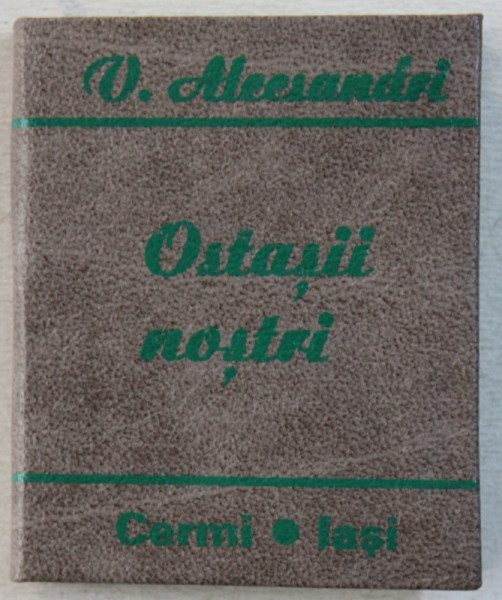 V. Alecsandri
Ostașii
noștri
Cermi • Iași